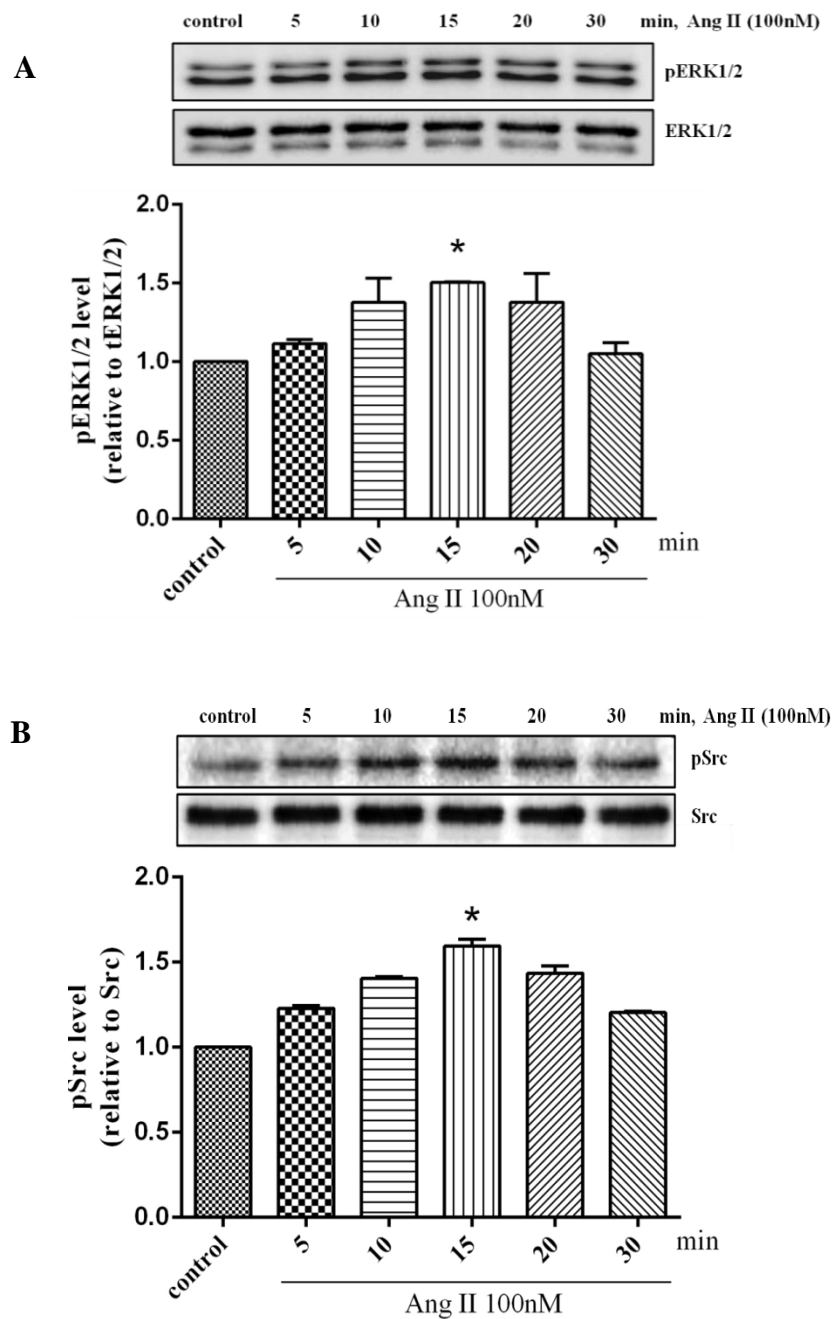 control 5 10 15 20 30 min, Ang II (100nM)
A
pERK1/2
ERK1/2
2.0
1.5
1.0
0.5
0.0
pERK1/2 level
(relative to tERK1/2)
*
control 5 10 15 20 30 min
Ang II 100nM
control 5 10 15 20 30 min, Ang II (100nM)
B
pSrc
Src
2.0
1.5
1.0
0.5
0.0
pSrc level
(relative to Src)
*
control 5 10 15 20 30 min
Ang II 100nM